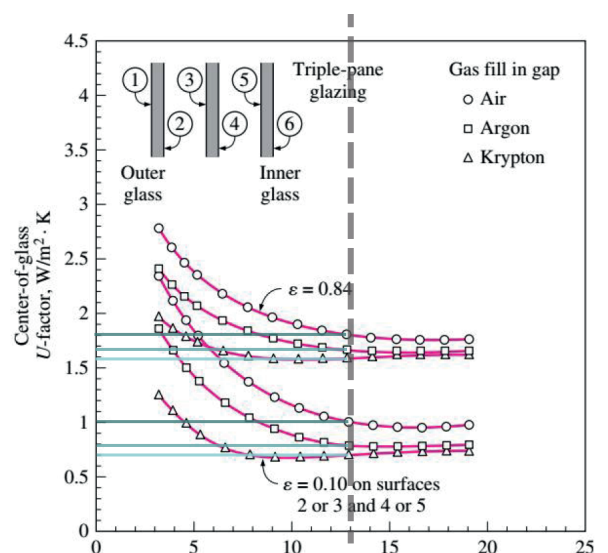 4.5
4
3.5
3
2.5
2
1.5
1
0.5
0
0
5
10
15
20
25
Center-of-glass
U-factor, W/m² · K
1
2
3
4
5
6
Outer
glass
Inner
glass
Triple-pane
glazing
Gas fill in gap
Air
Argon
Krypton
ε = 0.84
ε = 0.10 on surfaces
2 or 3 and 4 or 5